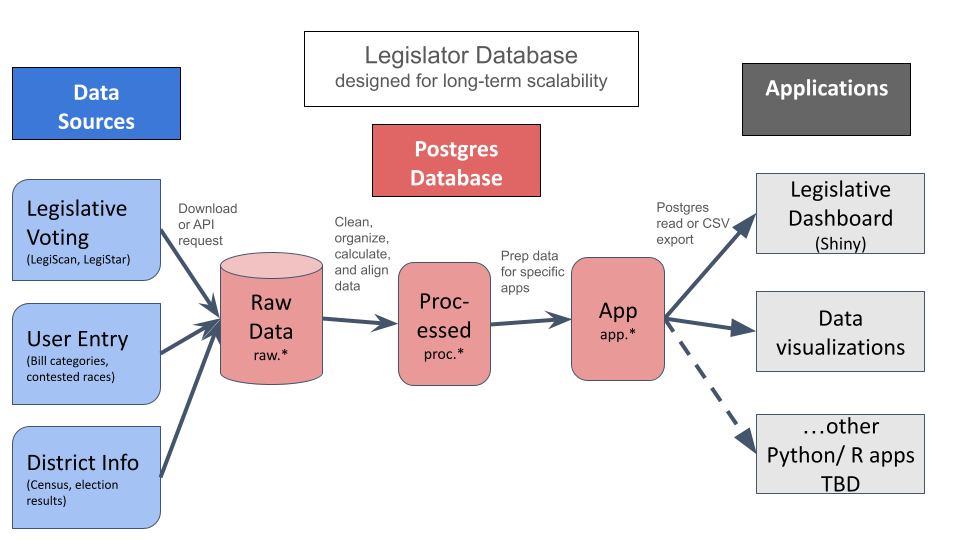 Legislator Database
designed for long-term scalability
Data
Sources
Postgres
Database
Applications
Legislative
Voting
(LegiScan, LegiStar)
User Entry
(Bill categories,
contested races)
District Info
(Census, election
results)
Download
or API
request
Raw
Data
raw.*
Clean,
organize,
calculate,
and align
data
Proc-
essed
proc.*
Prep data
for specific
apps
App
app.*
Postgres
read or CSV
export
Legislative
Dashboard
(Shiny)
Data
visualizations
...other
Python/ R apps
TBD